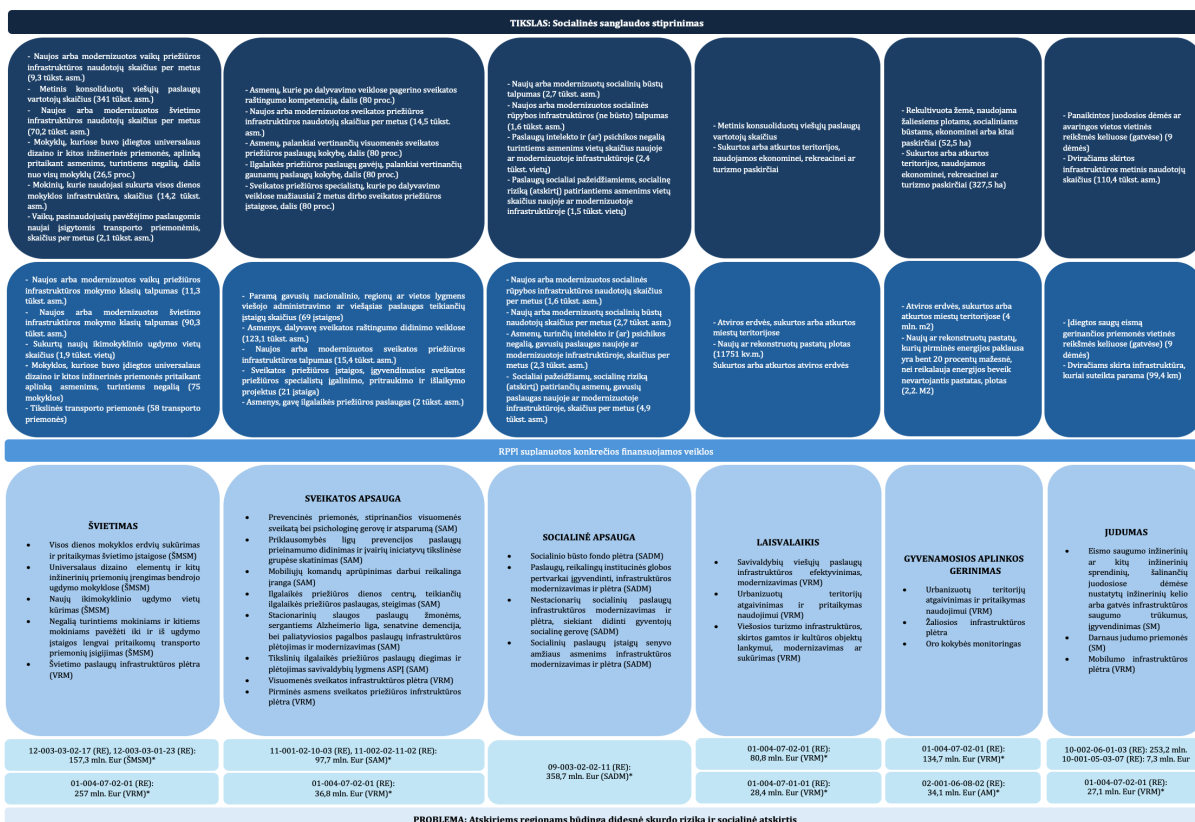 TIKSLAS: Socialinės sanglaudos stiprinimas
- Naujos arba modernizuotos vaikų priežiūros
infrastruktūros naudotojų skaičius per metus
(9,3 tūkst. asm.)
- Metinis konsoliduotų viešųjų paslaugų
vartotojų skaičius (341 tūkst. asm.)
- Naujos arba modernizuotos švietimo
infrastruktūros naudotojų skaičius per metus
(70,2 tūkst. asm.)
- Mokyklų, kuriose buvo įdiegtos universalaus
dizaino ir kitos inžinerinės priemonės, aplinką
pritaikant asmenims, turintiems negalią, dalis
nuo visų mokyklų (26,5 proc.)
- Mokinių, kurie naudojasi sukurta visos dienos
mokyklos infrastruktūra, skaičius (14,2 tūkst.
asm.)
- Vaikų, pasinaudojusių pavėžėjimo paslaugomis
naujai įsigytomis transporto priemonėmis,
skaičius per metus (2,1 tūkst. asm.)
- Asmenų, kurie po dalyvavimo veiklose pagerino sveikatos
raštingumo kompetenciją, dalis (80 proc.)
- Naujos arba modernizuotos sveikatos priežiūros
infrastruktūros naudotojų skaičius per metus (14,5 tūkst.
asm.)
- Asmenų, palankiai vertinančių visuomenės sveikatos
priežiūros paslaugų kokybę, dalis (80 proc.)
- Ilgalaikės priežiūros paslaugų gavėjų, palankiai vertinančių
gaunamų paslaugų kokybę, dalis (80 proc.)
- Sveikatos priežiūros specialistų, kurie po dalyvavimo
veiklose mažiausiai 2 metus dirbo sveikatos priežiūros
įstaigose, dalis (80 proc.)
- Naujų arba modernizuotų socialinių būstų
talpumas (2,7 tūkst. asm.)
- Naujos arba modernizuotos socialinės
rūpybos infrastruktūros (ne būsto) talpumas
(1,6 tūkst. asm.)
- Paslaugų intelekto ir (ar) psichikos negalią
turintiems asmenims vietų skaičius naujoje
ar modernizuotoje infrastruktūroje (2,4
tūkst. vietų)
- Paslaugų socialiai pažeidžiamiems, socialinę
riziką (atskirtį) patiriantiems asmenims vietų
skaičius naujoje ar modernizuotoje
infrastruktūroje (1,5 tūkst. vietų)
- Metinis konsuoliduotų viešųjų paslaugų
vartotojų skaičius
- Sukurtos arba atkurtos teritorijos,
naudojamos ekonominei, rekreacinei ar
turizmo paskirčiai
- Rekultivuota žemė, naudojama
žaliesiems plotams, socialiniams
būstams, ekonominei arba kitai
paskirčiai (52,5 ha)
- Sukurtos arba atkurtos
teritorijos, naudojamos
ekonominei, rekreacinei ar
turizmo paskirčiai (327,5 ha)
- Panaikintos juodosios dėmės ar
avaringos vietos vietinės
reikšmės keliuose (gatvėse) (9
dėmės)
- Dviračiams skirtos
infrastruktūros metinis naudotojų
skaičius (110,4 tūkst. asm.)
- Naujos arba modernizuotos vaikų priežiūros
infrastruktūros mokymo klasių talpumas (11,3
tūkst. asm.)
- Naujos arba modernizuotos švietimo
infrastruktūros mokymo klasių talpumas (90,3
tūkst. asm.)
- Sukurtų naujų ikimokyklinio ugdymo vietų
skaičius (1,9 tūkst. vietų)
- Mokyklos, kuriose buvo įdiegtos universalaus
dizaino ir kitos inžinerinės priemonės pritaikant
aplinką asmenims, turintiems negalią (75
mokyklos)
- Tikslinės transporto priemonės (58 transporto
priemonės)
- Paramą gavusių nacionalinio, regionų ar vietos lygmens
viešojo administravimo ar viešąsias paslaugas teikiančių
įstaigų skaičius (69 įstaigos)
- Asmenys, dalyvavę sveikatos raštingumo didinimo veiklose
(123,1 tūkst. asm.)
- Naujos arba modernizuotos sveikatos priežiūros
infrastruktūros talpumas (15,4 tūkst. asm.)
- Sveikatos priežiūros įstaigos, įgyvendinusios sveikatos
priežiūros specialistų įgalinimo, pritraukimo ir išlaikymo
projektus (21 įstaiga)
- Asmenys, gavę ilgalaikės priežiūros paslaugas (2 tūkst. asm.)
- Naujos arba modernizuotos socialinės
rūpybos infrastruktūros naudotojų skaičius
per metus (1,6 tūkst. asm.)
- Naujų arba modernizuotų socialinių būstų
naudotojų skaičius per metus (2,7 tūkst. asm.)
- Asmenų, turinčių intelekto ir (ar) psichikos
negalią, gavusių paslaugas naujoje ar
modernizuotoje infrastruktūroje, skaičius per
metus (2,3 tūkst. asm.)
- Socialiai pažeidžiamų, socialinę riziką
(atskirtį) patiriančių asmenų, gavusių
paslaugas naujoje ar modernizuotoje
infrastruktūroje, skaičius per metus (4,9
tūkst. asm.)
- Atviros erdvės, sukurtos arba atkurtos
miestų teritorijose
- Naujų ar rekonstruotų pastatų plotas
(11751 kv.m.)
Sukurtos arba atkurtos atviros erdvės
- Atviros erdvės, sukurtos arba
atkurtos miestų teritorijose (4
mln. m2)
- Naujų ar rekonstruotų pastatų,
kurių pirminės energijos paklausa
yra bent 20 procentų mažesnė,
nei reikalauja energijos beveik
nevartojantis pastatas, plotas
(2,2. M2)
- Įdiegtos saugų eismą
gerinančios priemonės vietinės
reikšmės keliuose (gatvėse) (9
dėmės)
- Dviračiams skirta infrastruktūra,
kuriai suteikta parama (99,4 km)
RPPl suplanuotos konkrečios finansuojamos veiklos
ŠVIETIMAS
• Visos dienos mokyklos erdvių sukūrimas
ir pritaikymas švietimo įstaigose (ŠMSM)
• Universalaus dizaino elementų ir kitų
inžinerinių priemonių įrengimas bendrojo
ugdymo mokyklose (ŠMSM)
• Naujų ikimokyklinio ugdymo vietų
kūrimas (ŠMSM)
• Negalią turintiems mokiniams ir kitiems
mokiniams pavėžėti iki ir iš ugdymo
įstaigos lengvai pritaikomų transporto
priemonių įsigijimas (ŠMSM)
• Švietimo paslaugų infrastruktūros plėtra
(VRM)
SVEIKATOS APSAUGA
• Prevencinės priemonės, stiprinančios visuomenės
sveikatą bei psichologinę gerovę ir atsparumą (SAM)
• Priklausomybės ligų prevencijos paslaugų
prieinamumo didinimas ir įvairių iniciatyvų tikslinėse
grupėse skatinimas (SAM)
• Mobiliųjų komandų aprūpinimas darbui reikalinga
įranga (SAM)
• Ilgalaikės priežiūros dienos centrų, teikiančių
ilgalaikės priežiūros paslaugas, steigimas (SAM)
• Stacionarinių slaugos paslaugų žmonėms,
sergantiems Alzheimerio liga, senatvine demencija,
bei paliatyviosios pagalbos paslaugų infrastruktūros
plėtojimas ir modernizavimas (SAM)
• Tikslinių ilgalaikės priežiūros paslaugų diegimas ir
plėtojimas savivaldybių lygmens ASPĮ (SAM)
• Visuomenės sveikatos infrastruktūros plėtra (VRM)
• Pirminės asmens sveikatos priežiūros infrstruktūros
plėtra (VRM)
SOCIALINĖ APSAUGA
• Socialinio būsto fondo plėtra (SADM)
• Paslaugų, reikalingų institucinės globos
pertvarkai įgyvendinti, infrastruktūros
modernizavimas ir plėtra (SADM)
• Nestacionarių socialinių paslaugų
infrastruktūros modernizavimas ir
plėtra, siekiant didinti gyventojų
socialinę gerovę (SADM)
• Socialinių paslaugų įstaigų senyvo
amžiaus asmenims infrastruktūros
modernizavimas ir plėtra (SADM)
LAISVALAIKIS
• Savivaldybių viešųjų paslaugų
infrastruktūros efektyvinimas,
modernizavimas (VRM)
• Urbanizuotų teritorijų
atgaivinimas ir pritaikymas
naudojimui (VRM)
• Viešosios turizmo infrastruktūros,
skirtos gamtos ir kultūros objektų
lankymui, modernizavimas ar
sukūrimas (VRM)
GYVENAMOSIOS APLINKOS
GERINIMAS
• Urbanizuotų teritorijų
atgaivinimas ir pritaikymas
naudojimui (VRM)
• Žaliosios infrastruktūros
plėtra
• Oro kokybės monitoringas
JUDUMAS
• Eismo saugumo inžinerinių
ar kitų inžinerinių
sprendinių, šalinančių
juodosiose dėmėse
nustatytų inžinerinių kelio
arba gatvės infrastruktūros
saugumo trūkumus,
įgyvendinimas (SM)
• Darnaus judumo priemonės
(SM)
• Mobilumo infrastruktūros
plėtra (VRM)
12-003-03-02-17 (RE), 12-003-03-01-23 (RE):
157,3 mln. Eur (ŠMSM)*
11-001-02-10-03 (RE), 11-002-02-11-02 (RE):
97,7 mln. Eur (SAM)*
09-003-02-02-11 (RE):
358,7 mln. Eur (SADM)*
01-004-07-02-01 (RE):
80,8 mln. Eur (VRM)*
01-004-07-02-01 (RE):
134,7 mln. Eur (VRM)*
10-002-06-01-03 (RE): 253,2 mln.
10-001-05-03-07 (RE): 7,3 mln. Eur
01-004-07-02-01 (RE):
257 mln. Eur (VRM)*
01-004-07-02-01 (RE):
36,8 mln. Eur (VRM)*
01-004-07-01-01 (RE):
28,4 mln. Eur (VRM)*
02-001-06-08-02 (RE):
34,1 mln. Eur (AM)*
01-004-07-02-01 (RE):
27,1 mln. Eur (VRM)*
PROBLEMA: Atskiriems regionams būdinga didesnė skurdo rizika ir socialinė atskirtis